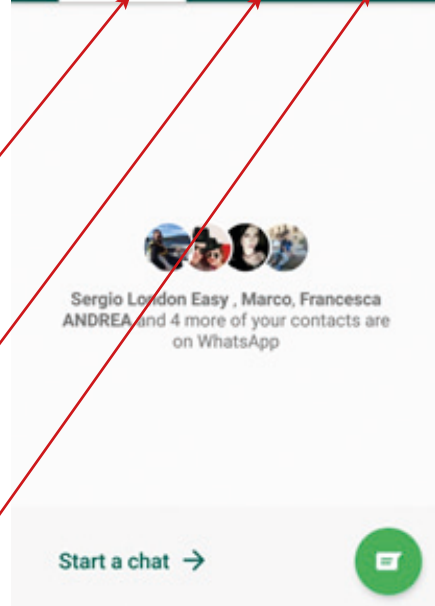 Sergio London Easy , Marco, Francesca
ANDREA and 4 more of your contacts are
on WhatsApp
Start a chat →